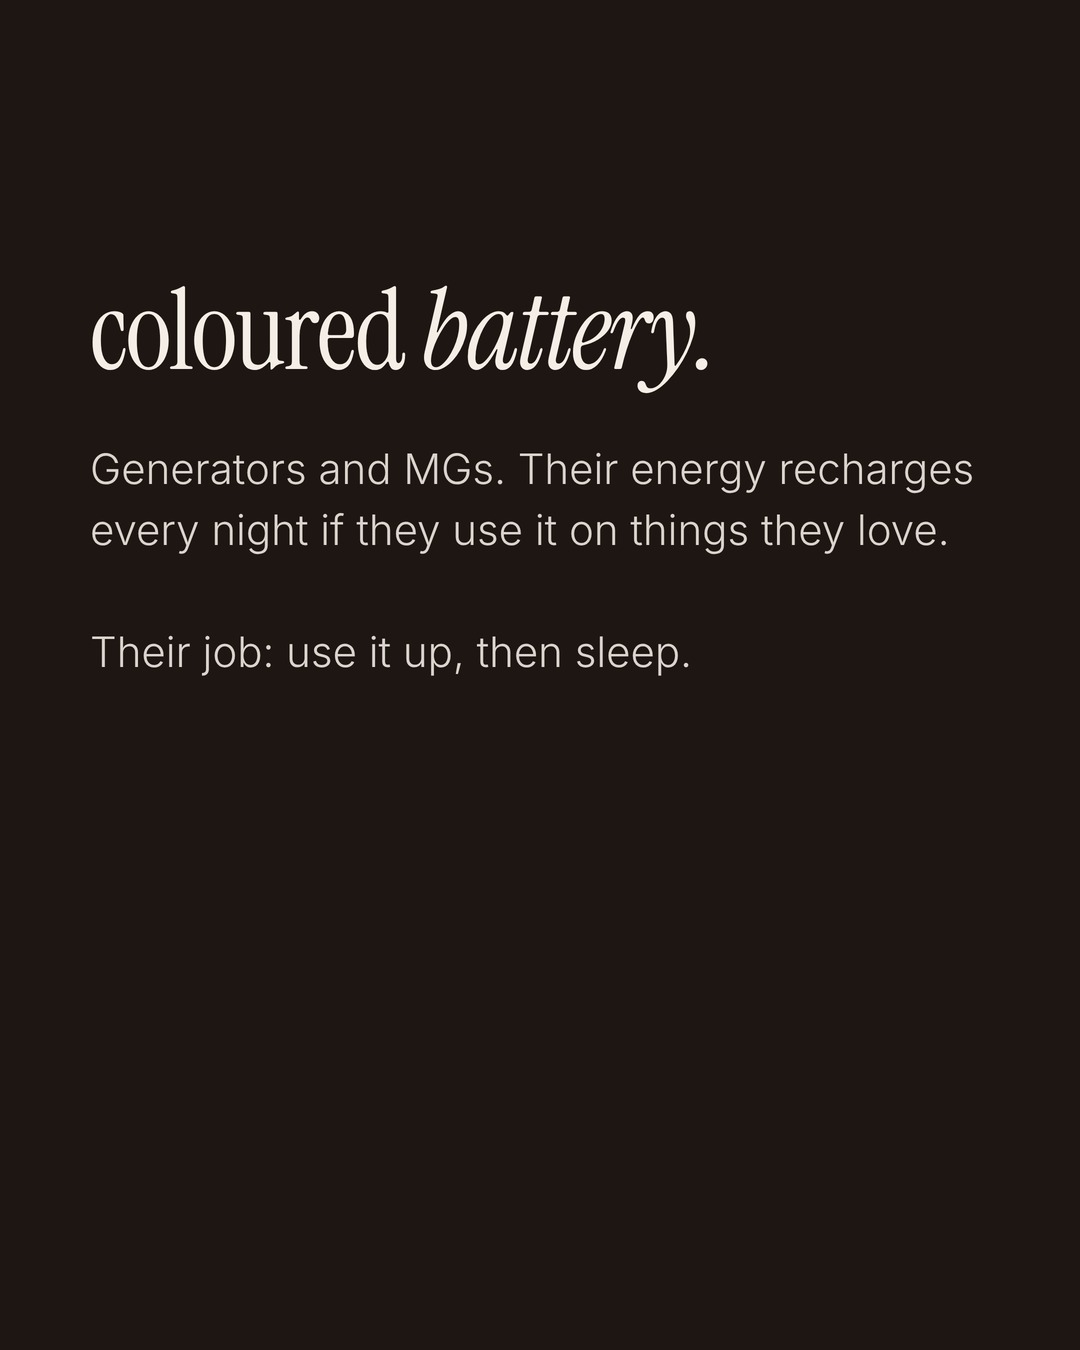 coloured battery.
Generators and MGs. Their energy recharges
every night if they use it on things they love.
Their job: use it up, then sleep.